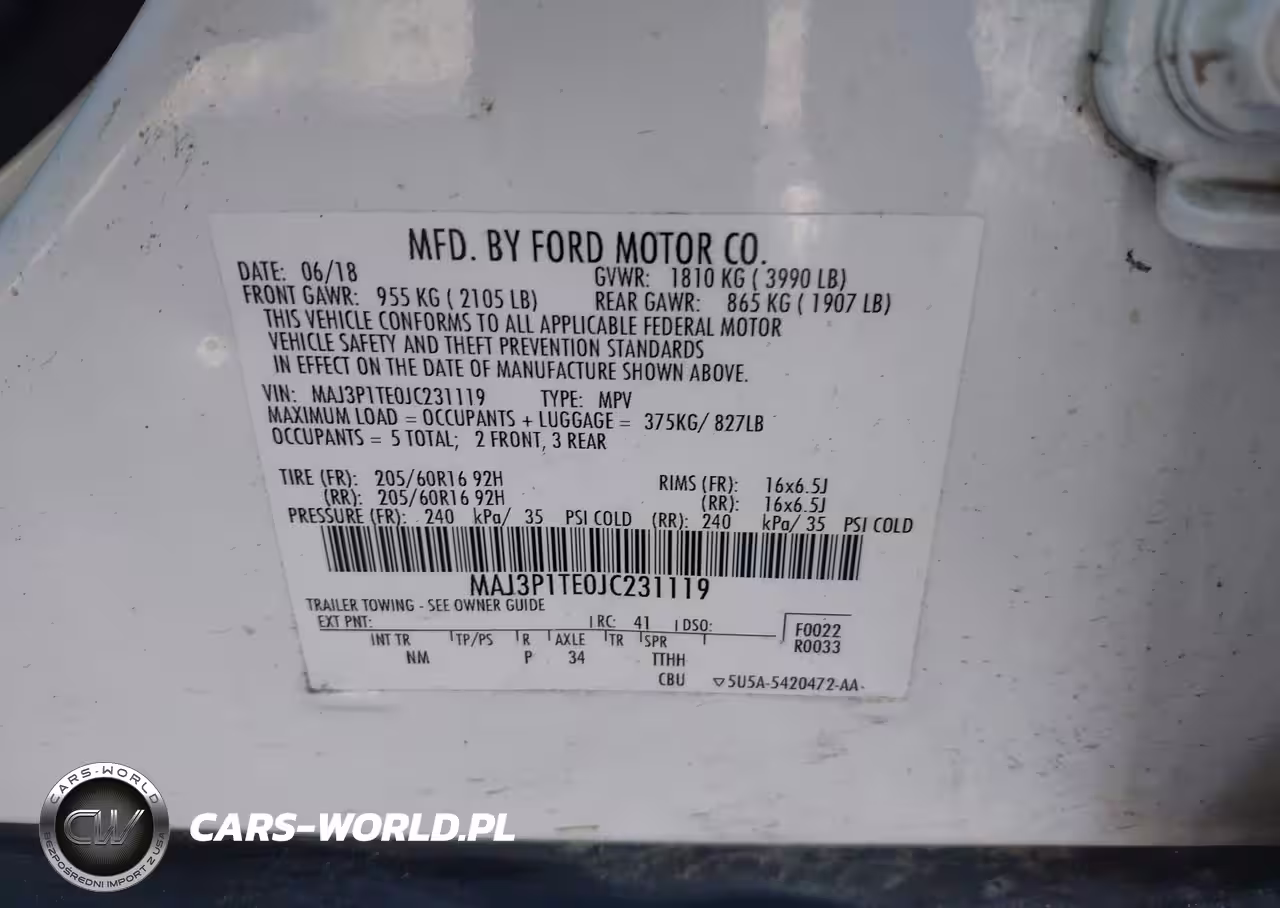 MFD. BY FORD MOTOR CO.
DATE: 06/18 GVWR: 1810 KG ( 3990 LB)
FRONT GAWR: 955 KG ( 2105 LB) REAR GAWR: 865 KG ( 1907 LB)
THIS VEHICLE CONFORMS TO ALL APPLICABLE FEDERAL MOTOR
VEHICLE SAFETY AND THEFT PREVENTION STANDARDS
IN EFFECT ON THE DATE OF MANUFACTURE SHOWN ABOVE.
VIN: MAJ3P1TE0JC231119 TYPE: MPV
MAXIMUM LOAD = OCCUPANTS + LUGGAGE = 375KG/ 827LB
OCCUPANTS = 5 TOTAL; 2 FRONT, 3 REAR
TIRE (FR): 205/60R16 92H RIMS (FR): 16x6.5J
(RR): 205/60R16 92H (RR): 16x6.5J
PRESSURE (FR): 240 kPa/ 35 PSI COLD (RR): 240 kPa/ 35 PSI COLD
MAJ3P1TE0JC231119
TRAILER TOWING - SEE OWNER GUIDE
EXT PNT: RC: 41 DSO: F0022
INT TR TP/PS R AXLE TR SPR R0033
NM P 34 TTHH
CBU ▽5U5A-5420472-AA-
CARS-WORLD
CW
BEZPOŚREDNI IMPORT Z USA
CARS-WORLD.PL